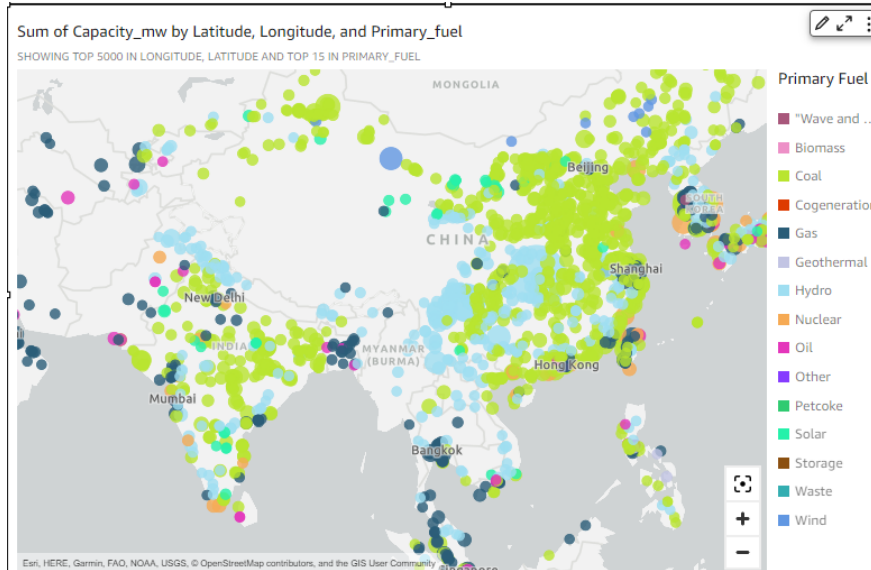 Sum of Capacity_mw by Latitude, Longitude, and Primary_fuel
SHOWING TOP 5000 IN LONGITUDE, LATITUDE AND TOP 15 IN PRIMARY_FUEL
MONGOLIA
Beijing
SOUTH
KOREA
CHINA
Shanghai
New Delhi
INDIA
MYANMAR
(BURMA)
Hong Kong
Mumbai
Bangkok
Singapore
Esri, HERE, Garmin, FAO, NOAA, USGS, © OpenStreetMap contributors, and the GIS User Community
Primary Fuel
"Wave and ...
Biomass
Coal
Cogeneration
Gas
Geothermal
Hydro
Nuclear
Oil
Other
Petcoke
Solar
Storage
Waste
Wind